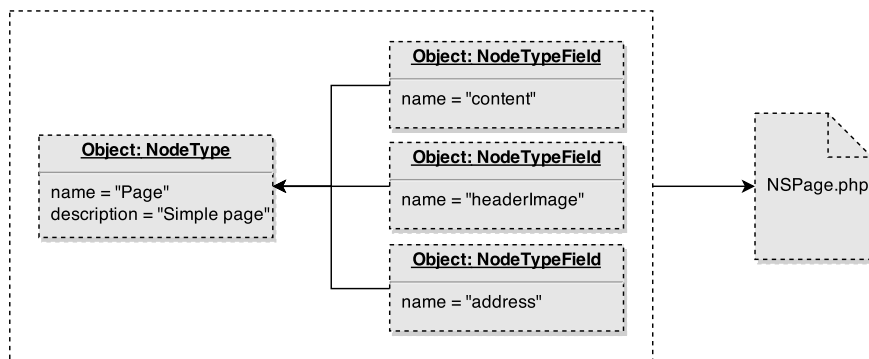 Object: NodeType
name = "Page"
description = "Simple page"
Object: NodeTypeField
name = "content"
Object: NodeTypeField
name = "headerImage"
Object: NodeTypeField
name = "address"
NSPage.php